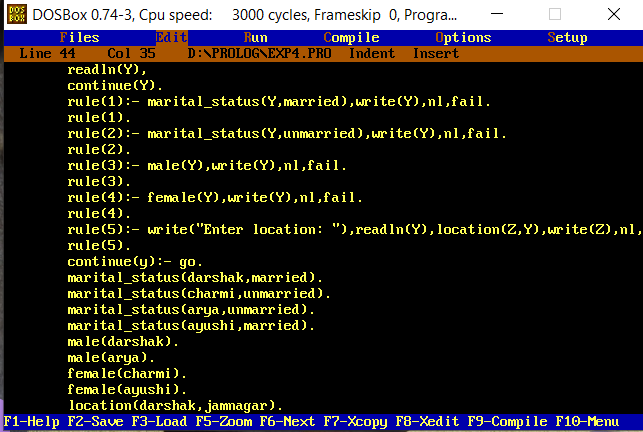 DOS BOX DOSBox 0.74-3, Cpu speed: 3000 cycles, Frameskip 0, Progra...
Files Edit Run Compile Options Setup
Line 44 Col 35 D:\PROLOG\EXP4.PRO Indent Insert
readln(Y),
continue(Y).
rule(1):- marital_status(Y,married),write(Y),nl,fail.
rule(1).
rule(2):- marital_status(Y,unmarried),write(Y),nl,fail.
rule(2).
rule(3):- male(Y),write(Y),nl,fail.
rule(3).
rule(4):- female(Y),write(Y),nl,fail.
rule(4).
rule(5):- write("Enter location: "),readln(Y),location(Z,Y),write(Z),nl,
rule(5).
continue(y):- go.
marital_status(darshak,married).
marital_status(charmi,unmarried).
marital_status(arya,unmarried).
marital_status(ayushi,married).
male(darshak).
male(arya).
female(charmi).
female(ayushi).
location(darshak,jamnagar).
F1-Help F2-Save F3-Load F5-Zoom F6-Next F7-Xcopy F8-Xedit F9-Compile F10-Menu